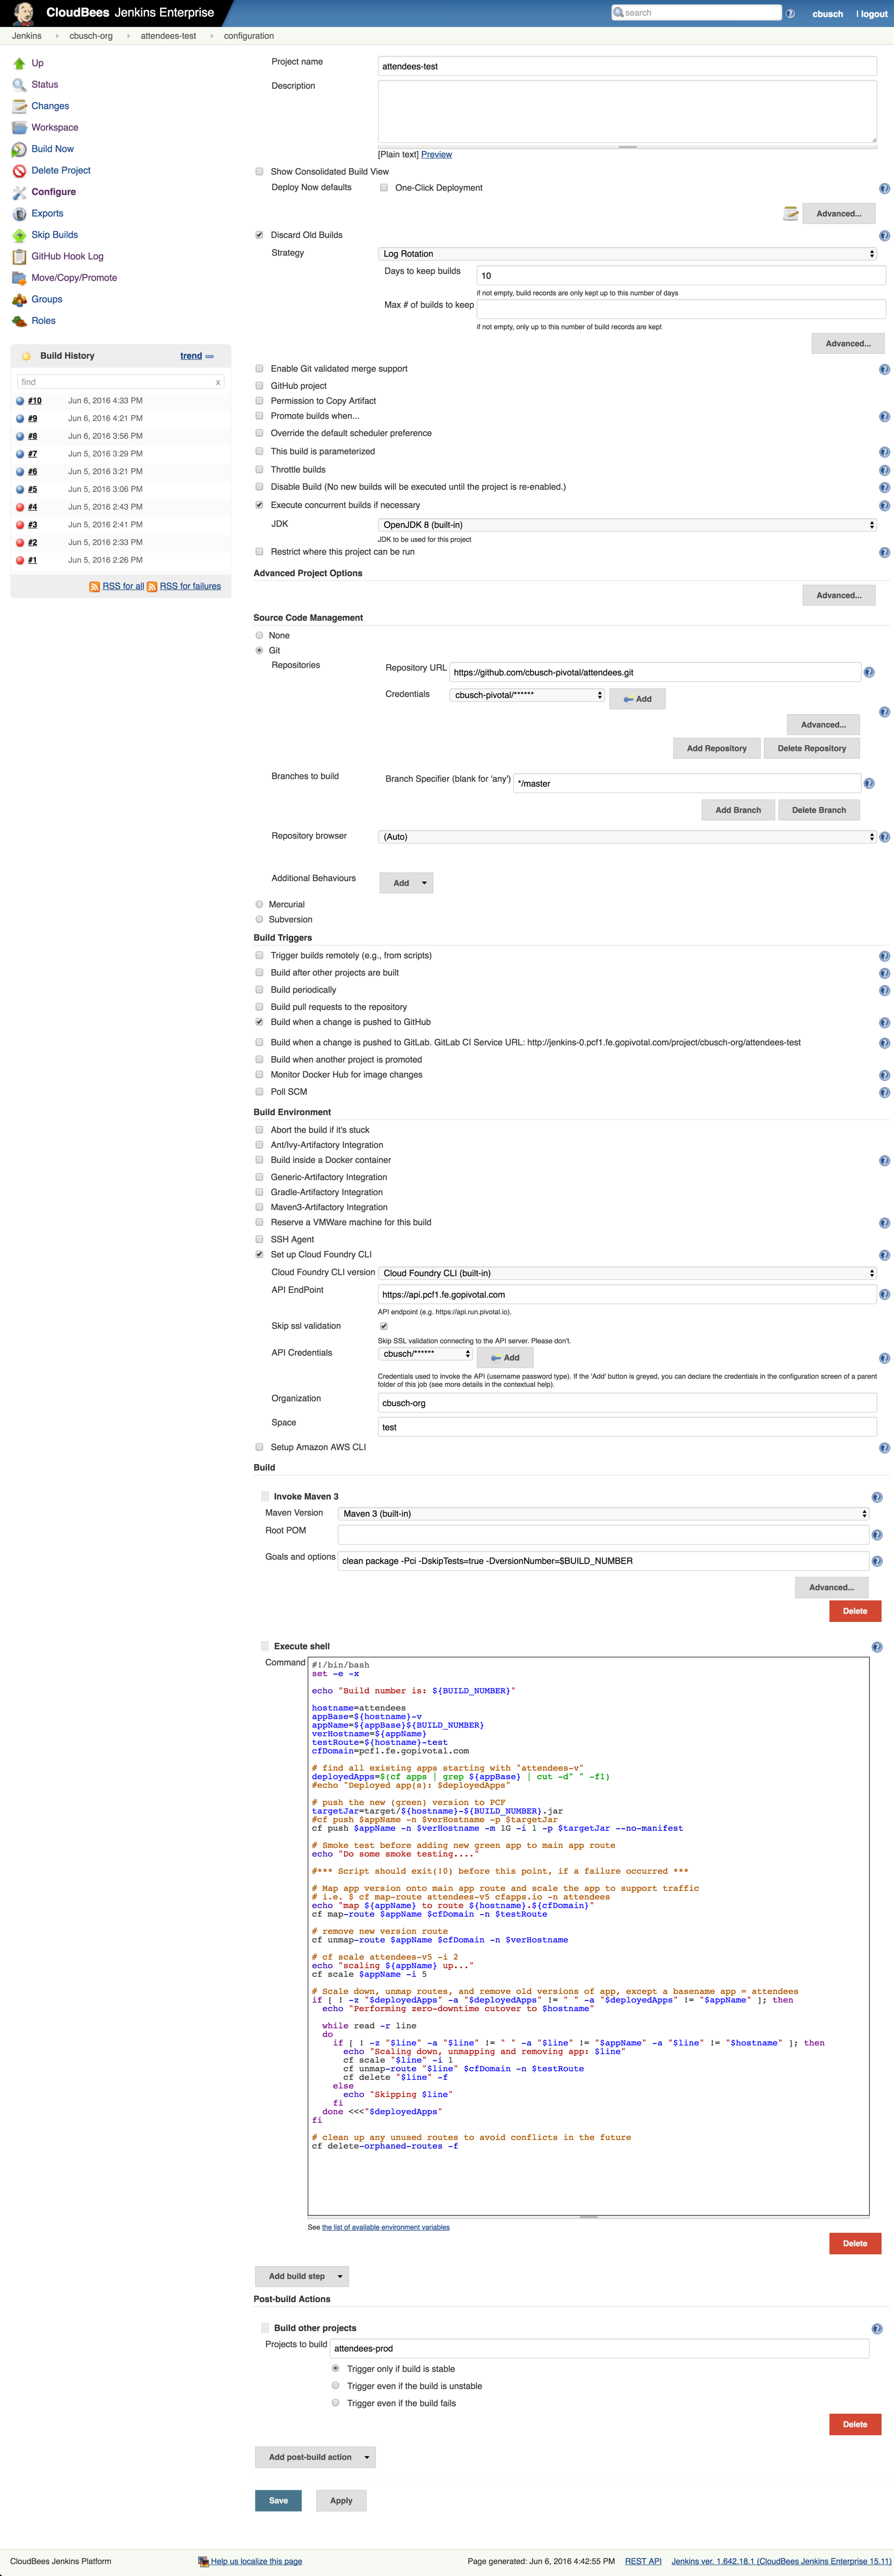 CloudBees Jenkins Enterprise
search
cbusch
| logout
Jenkins
cbusch-org
attendees-test
configuration
Up
Status
Changes
Workspace
Build Now
Delete Project
Configure
Exports
Skip Builds
GitHub Hook Log
Move/Copy/Promote
Groups
Roles
Build History
trend
find
x
#10 Jun 6, 2016 4:33 PM
#9 Jun 6, 2016 4:21 PM
#8 Jun 6, 2016 3:56 PM
#7 Jun 5, 2016 3:29 PM
#6 Jun 5, 2016 3:21 PM
#5 Jun 5, 2016 3:06 PM
#4 Jun 5, 2016 2:43 PM
#3 Jun 5, 2016 2:41 PM
#2 Jun 5, 2016 2:33 PM
#1 Jun 5, 2016 2:26 PM
RSS for all RSS for failures
Project name attendees-test
Description
[Plain text] Preview
Show Consolidated Build View
Deploy Now defaults One-Click Deployment
Advanced...
Discard Old Builds
Strategy Log Rotation
Days to keep builds 10
if not empty, build records are only kept up to this number of days
Max # of builds to keep
if not empty, only up to this number of build records are kept
Advanced...
Enable Git validated merge support
GitHub project
Permission to Copy Artifact
Promote builds when...
Override the default scheduler preference
This build is parameterized
Throttle builds
Disable Build (No new builds will be executed until the project is re-enabled.)
Execute concurrent builds if necessary
JDK OpenJDK 8 (built-in)
JDK to be used for this project
Restrict where this project can be run
Advanced Project Options
Advanced...
Source Code Management
None
Git
Repositories Repository URL https://github.com/cbusch-pivotal/attendees.git
Credentials cbusch-pivotal/****** Add
Advanced...
Add Repository Delete Repository
Branches to build Branch Specifier (blank for 'any') */master
Add Branch Delete Branch
Repository browser (Auto)
Additional Behaviours Add
Mercurial
Subversion
Build Triggers
Trigger builds remotely (e.g., from scripts)
Build after other projects are built
Build periodically
Build pull requests to the repository
Build when a change is pushed to GitHub
Build when a change is pushed to GitLab. GitLab CI Service URL: http://jenkins-0.pcf1.fe.gopivotal.com/project/cbusch-org/attendees-test
Build when another project is promoted
Monitor Docker Hub for image changes
Poll SCM
Build Environment
Abort the build if it's stuck
Ant/Ivy-Artifactory Integration
Build inside a Docker container
Generic-Artifactory Integration
Gradle-Artifactory Integration
Maven3-Artifactory Integration
Reserve a VMWare machine for this build
SSH Agent
Set up Cloud Foundry CLI
Cloud Foundry CLI version Cloud Foundry CLI (built-in)
API EndPoint https://api.pcf1.fe.gopivotal.com
API endpoint (e.g. https://api.run.pivotal.io).
Skip ssl validation
Skip SSL validation connecting to the API server. Please don't.
API Credentials cbusch/****** Add
Credentials used to invoke the API (username password type). If the 'Add' button is greyed, you can declare the credentials in the configuration screen of a parent
folder of this job (see more details in the contextual help).
Organization cbusch-org
Space test
Setup Amazon AWS CLI
Build
Invoke Maven 3
Maven Version Maven 3 (built-in)
Root POM
Goals and options clean package -Pci -DskipTests=true -DversionNumber=$BUILD_NUMBER
Advanced...
Delete
Execute shell
Command #!/bin/bash
set -e -x
echo "Build number is: ${BUILD_NUMBER}"
hostname=attendees
appBase=${hostname}-v
appName=${appBase}${BUILD_NUMBER}
verHostname=${appName}
testRoute=${hostname}-test
cfDomain=pcf1.fe.gopivotal.com
# find all existing apps starting with "attendees-v"
deployedApps=$(cf apps | grep ${appBase} | cut -d" " -f1)
#echo "Deployed app(s): $deployedApps"
# push the new (green) version to PCF
targetJar=target/${hostname}-${BUILD_NUMBER}.jar
#cf push $appName -n $verHostname -p $targetJar
cf push $appName -n $verHostname -m 1G -i 1 -p $targetJar --no-manifest
# Smoke test before adding new green app to main app route
echo "Do some smoke testing...."
#*** Script should exit(!0) before this point, if a failure occurred ***
# Map app version onto main app route and scale the app to support traffic
# i.e. $ cf map-route attendees-v5 cfapps.io -n attendees
echo "map ${appName} to route ${hostname}.${cfDomain}"
cf map-route $appName $cfDomain -n $testRoute
# remove new version route
cf unmap-route $appName $cfDomain -n $verHostname
# cf scale attendees-v5 -i 2
echo "scaling ${appName} up..."
cf scale $appName -i 5
# Scale down, unmap routes, and remove old versions of app, except a basename app = attendees
if [ ! -z "$deployedApps" -a "$deployedApps" != " " -a "$deployedApps" != "$appName" ]; then
echo "Performing zero-downtime cutover to $hostname"
while read -r line
do
if [ ! -z "$line" -a "$line" != " " -a "$line" != "$appName" -a "$line" != "$hostname" ]; then
echo "Scaling down, unmapping and removing app: $line"
cf scale "$line" -i 1
cf unmap-route "$line" $cfDomain -n $testRoute
cf delete "$line" -f
else
echo "Skipping $line"
fi
done <<<"$deployedApps"
fi
# clean up any unused routes to avoid conflicts in the future
cf delete-orphaned-routes -f
See the list of available environment variables
Delete
Add build step
Post-build Actions
Build other projects
Projects to build attendees-prod
Trigger only if build is stable
Trigger even if the build is unstable
Trigger even if the build fails
Delete
Add post-build action
Save Apply
CloudBees Jenkins Platform
Help us localize this page
Page generated: Jun 6, 2016 4:42:55 PM
REST API
Jenkins ver. 1.642.18.1 (CloudBees Jenkins Enterprise 15.11)